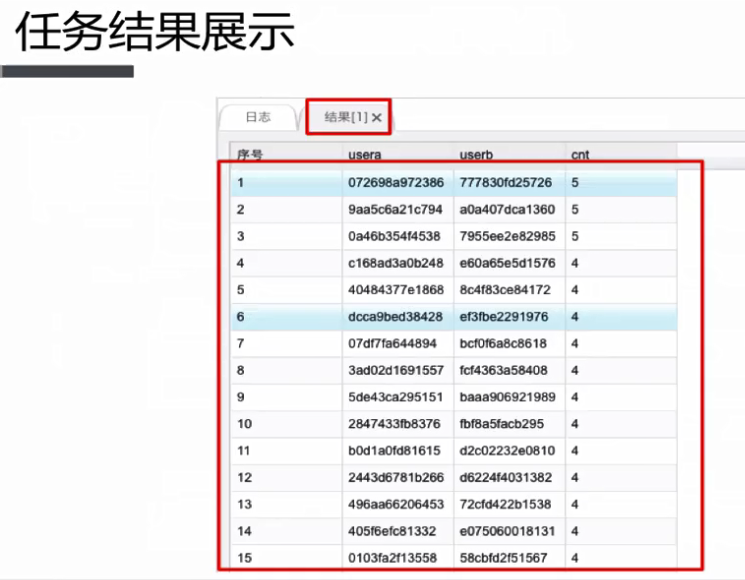 任务结果展示
日志 结果[1] ×
序号 usera userb cnt
1 072698a972386 777830fd25726 5
2 9aa5c6a21c794 a0a407dca1360 5
3 0a46b354f4538 7955ee2e82985 5
4 c168ad3a0b248 e60a65e5d1576 4
5 40484377e1868 8c4f83ce84172 4
6 dcca9bed38428 ef3fbe2291976 4
7 07df7fa644894 bcf0f6a8c8618 4
8 3ad02d1691557 fcf4363a58408 4
9 5de43ca295151 baaa906921989 4
10 2847433fb8376 fbf8a5facb295 4
11 b0d1a0fd81615 d2c02232e0810 4
12 2443d6781b266 d6224f4031382 4
13 496aa66206453 72cfd422b1538 4
14 405f6efc81332 e075060018131 4
15 0103fa2f13558 58cbfd2f51567 4